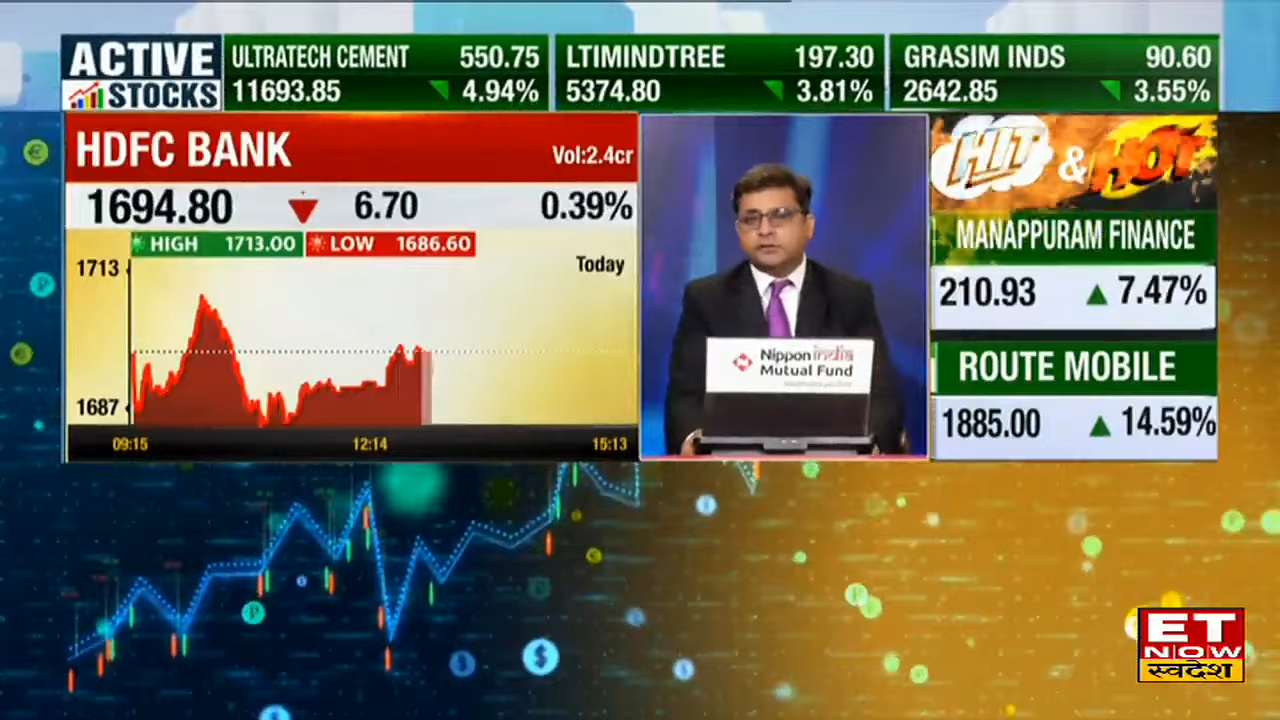 ACTIVE
STOCKS
ULTRATECH CEMENT 550.75
11693.85 4.94%
LTIMINDTREE 197.30
5374.80 3.81%
GRASIM INDS 90.60
2642.85 3.55%
HDFC BANK Vol:2.4cr
1694.80 6.70 0.39%
HIGH 1713.00 LOW 1686.60
Today
1713
1687
09:15 12:14 15:13
Nippon india
Mutual Fund
HIT & HOT
MANAPPURAM FINANCE
210.93 7.47%
ROUTE MOBILE
1885.00 14.59%
ET
NOW
स्वदेश